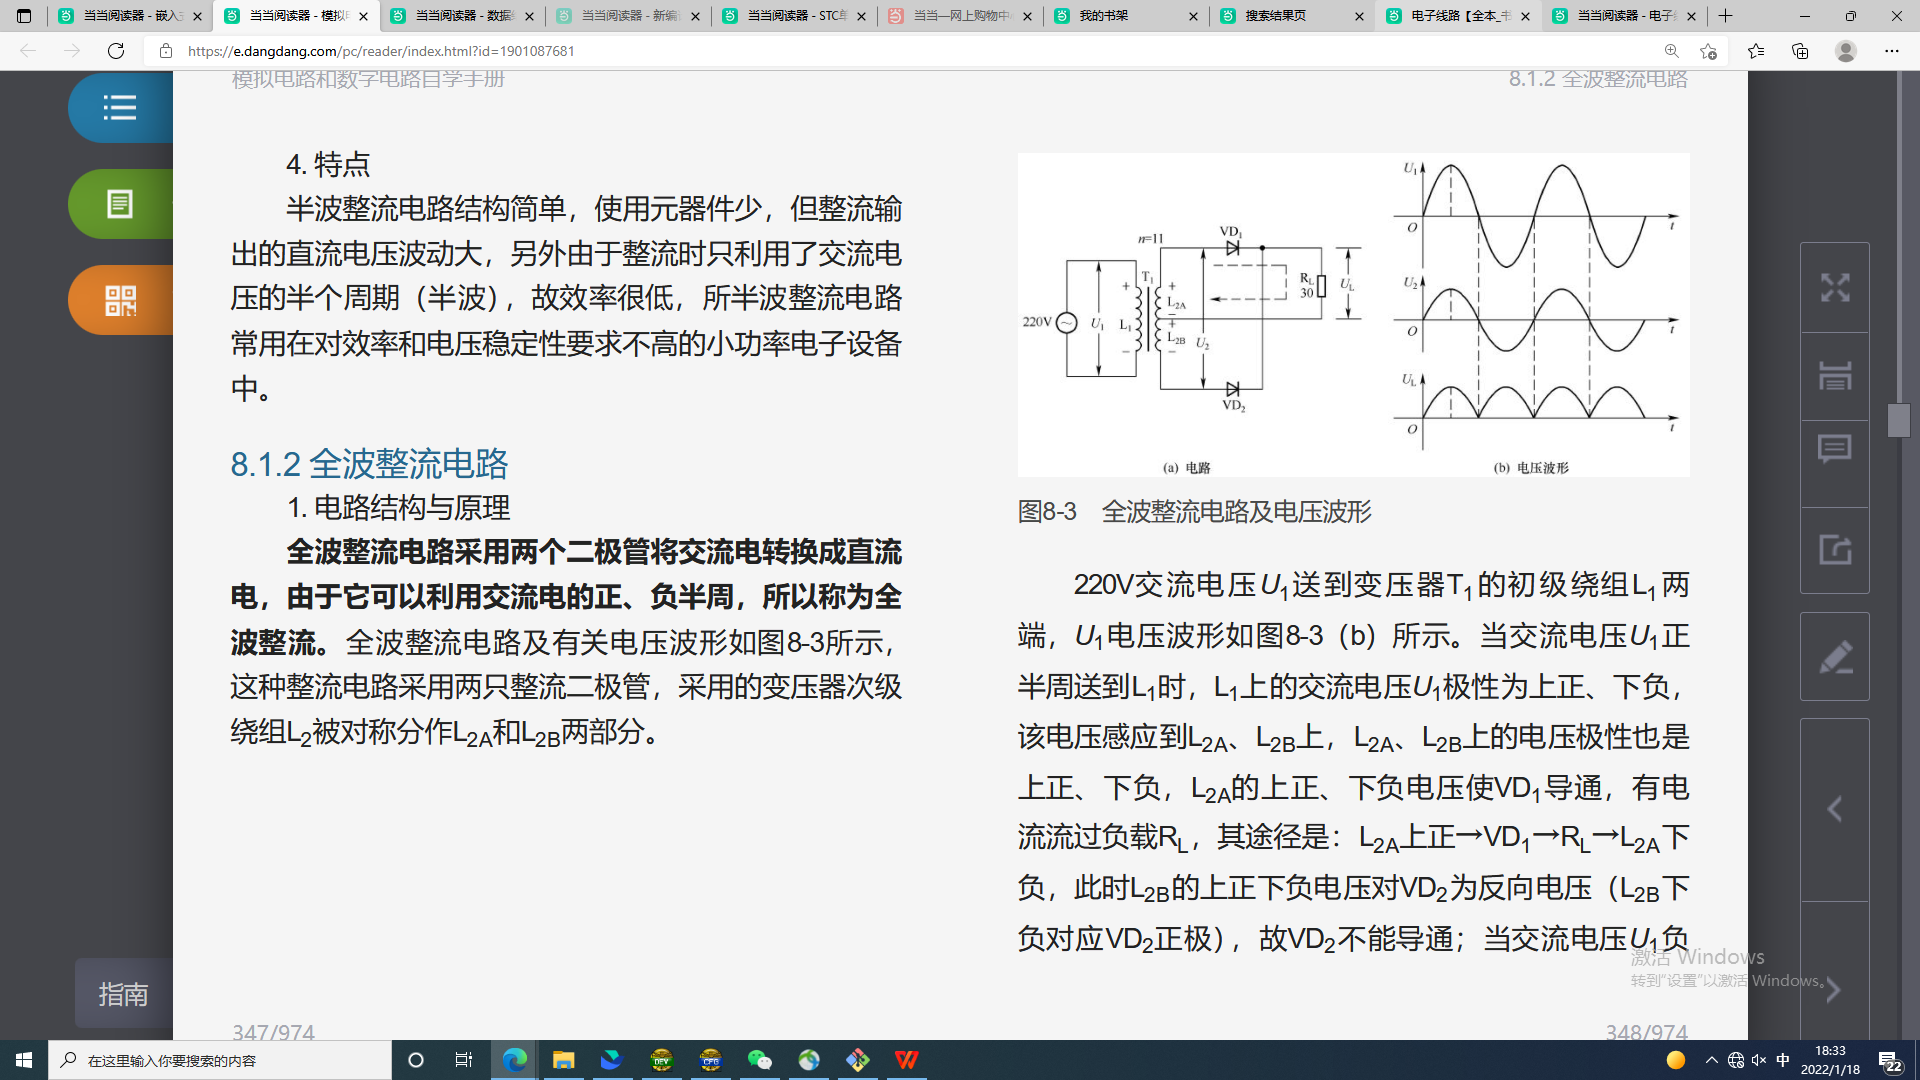 当当阅读器 - 嵌入
当当阅读器 - 模拟
当当阅读器 - 数据
当当阅读器 - 新编
当当阅读器 - STC单
当当—网上购物中
我的书架
搜索结果页
电子线路【全本_书
当当阅读器 - 电子
https://e.dangdang.com/pc/reader/index.html?id=1901087681
模拟电路和数字电路自学手册
4. 特点
半波整流电路结构简单，使用元器件少，但整流输
出的直流电压波动大，另外由于整流时只利用了交流电
压的半个周期（半波），故效率很低，所半波整流电路
常用在对效率和电压稳定性要求不高的小功率电子设备
中。
8.1.2 全波整流电路
1. 电路结构与原理
全波整流电路采用两个二极管将交流电转换成直流
电，由于它可以利用交流电的正、负半周，所以称为全
波整流。全波整流电路及有关电压波形如图8-3所示，
这种整流电路采用两只整流二极管，采用的变压器次级
绕组L2被对称分作L2A和L2B两部分。
347/974
8.1.2 全波整流电路
n=11
VD1
T1
+
+
L2A
−
RL
30
UL
220V
U1
L1
+
L2B
U2
−
−
VD2
(a) 电路
U1
O
t
U2
O
t
UL
O
t
(b) 电压波形
图8-3 全波整流电路及电压波形
220V交流电压U1送到变压器T1的初级绕组L1两
端，U1电压波形如图8-3（b）所示。当交流电压U1正
半周送到L1时，L1上的交流电压U1极性为上正、下负，
该电压感应到L2A、L2B上，L2A、L2B上的电压极性也是
上正、下负，L2A的上正、下负电压使VD1导通，有电
流流过负载RL，其途径是：L2A上正→VD1→RL→L2A下
负，此时L2B的上正下负电压对VD2为反向电压（L2B下
负对应VD2正极），故VD2不能导通；当交流电压U1负
348/974
激活 Windows
转到“设置”以激活 Windows。
指南
在这里输入你要搜索的内容
DEV
CFG
中
18:33
2022/1/18
22